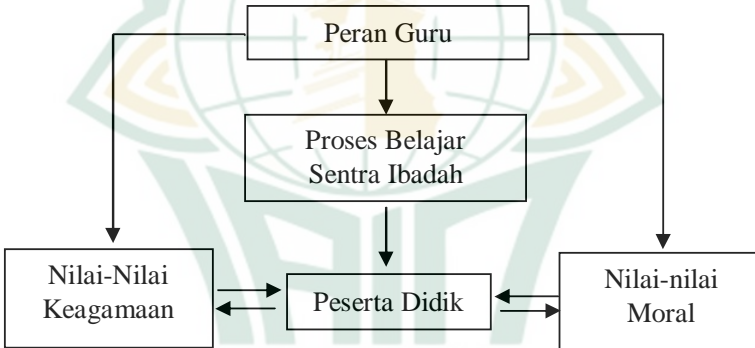 Peran Guru
Proses Belajar
Sentra Ibadah
Nilai-Nilai
Keagamaan
Peserta Didik
Nilai-nilai
Moral